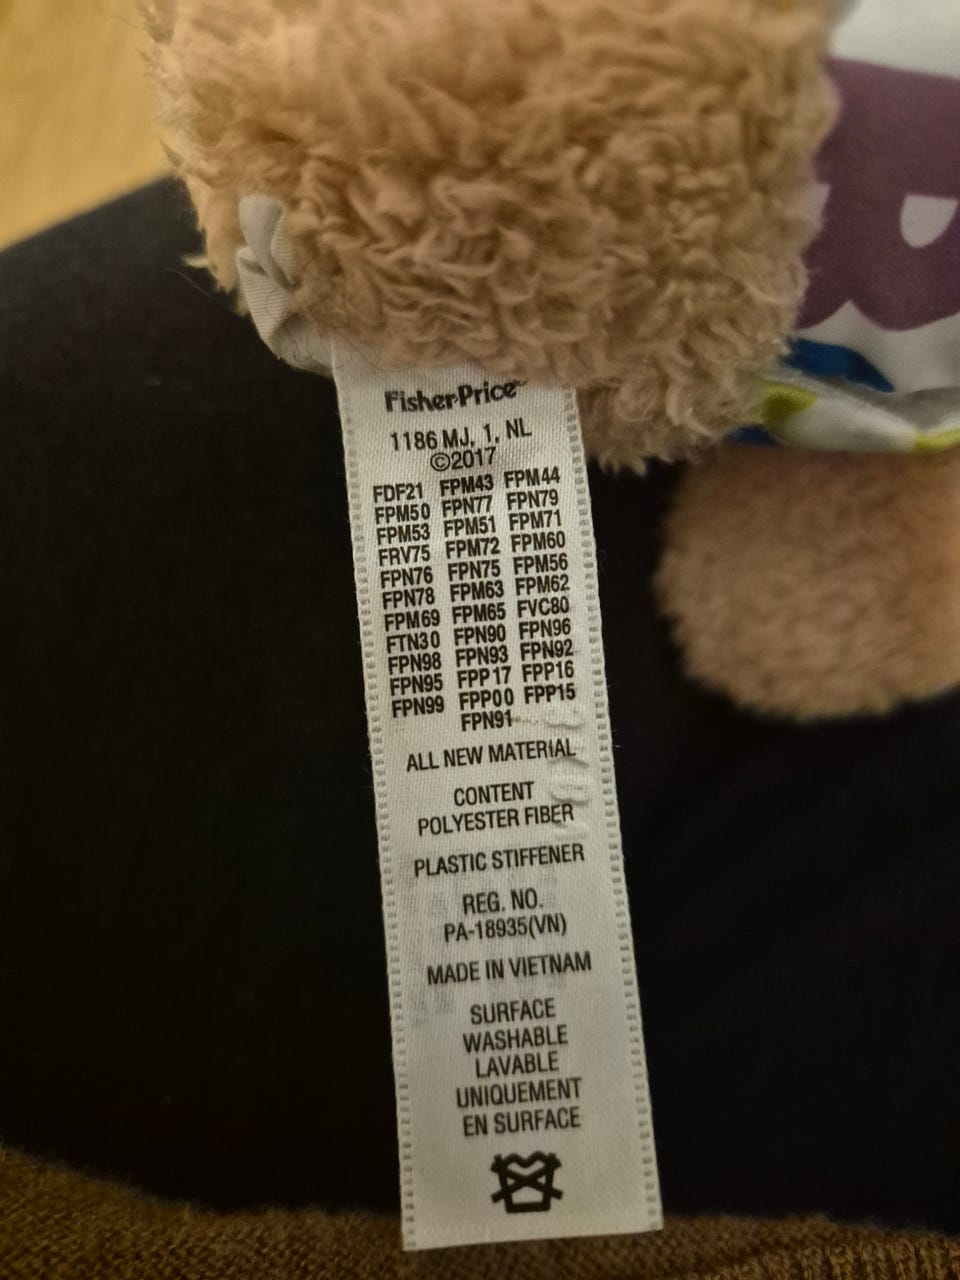 Fisher-Price®
1186 MJ, 1, NL
©2017
FDF21 FPM43 FPM44
FPM50 FPN77 FPN79
FPM53 FPM51 FPM71
FRV75 FPM72 FPM60
FPN76 FPN75 FPM56
FPN78 FPM63 FPM62
FPM69 FPM65 FVC80
FTN30 FPN90 FPN96
FPN98 FPN93 FPN92
FPN95 FPP17 FPP16
FPN99 FPP00 FPP15
FPN91
ALL NEW MATERIAL
CONTENT
POLYESTER FIBER
PLASTIC STIFFENER
REG. NO.
PA-18935(VN)
MADE IN VIETNAM
SURFACE
WASHABLE
LAVABLE
UNIQUEMENT
EN SURFACE